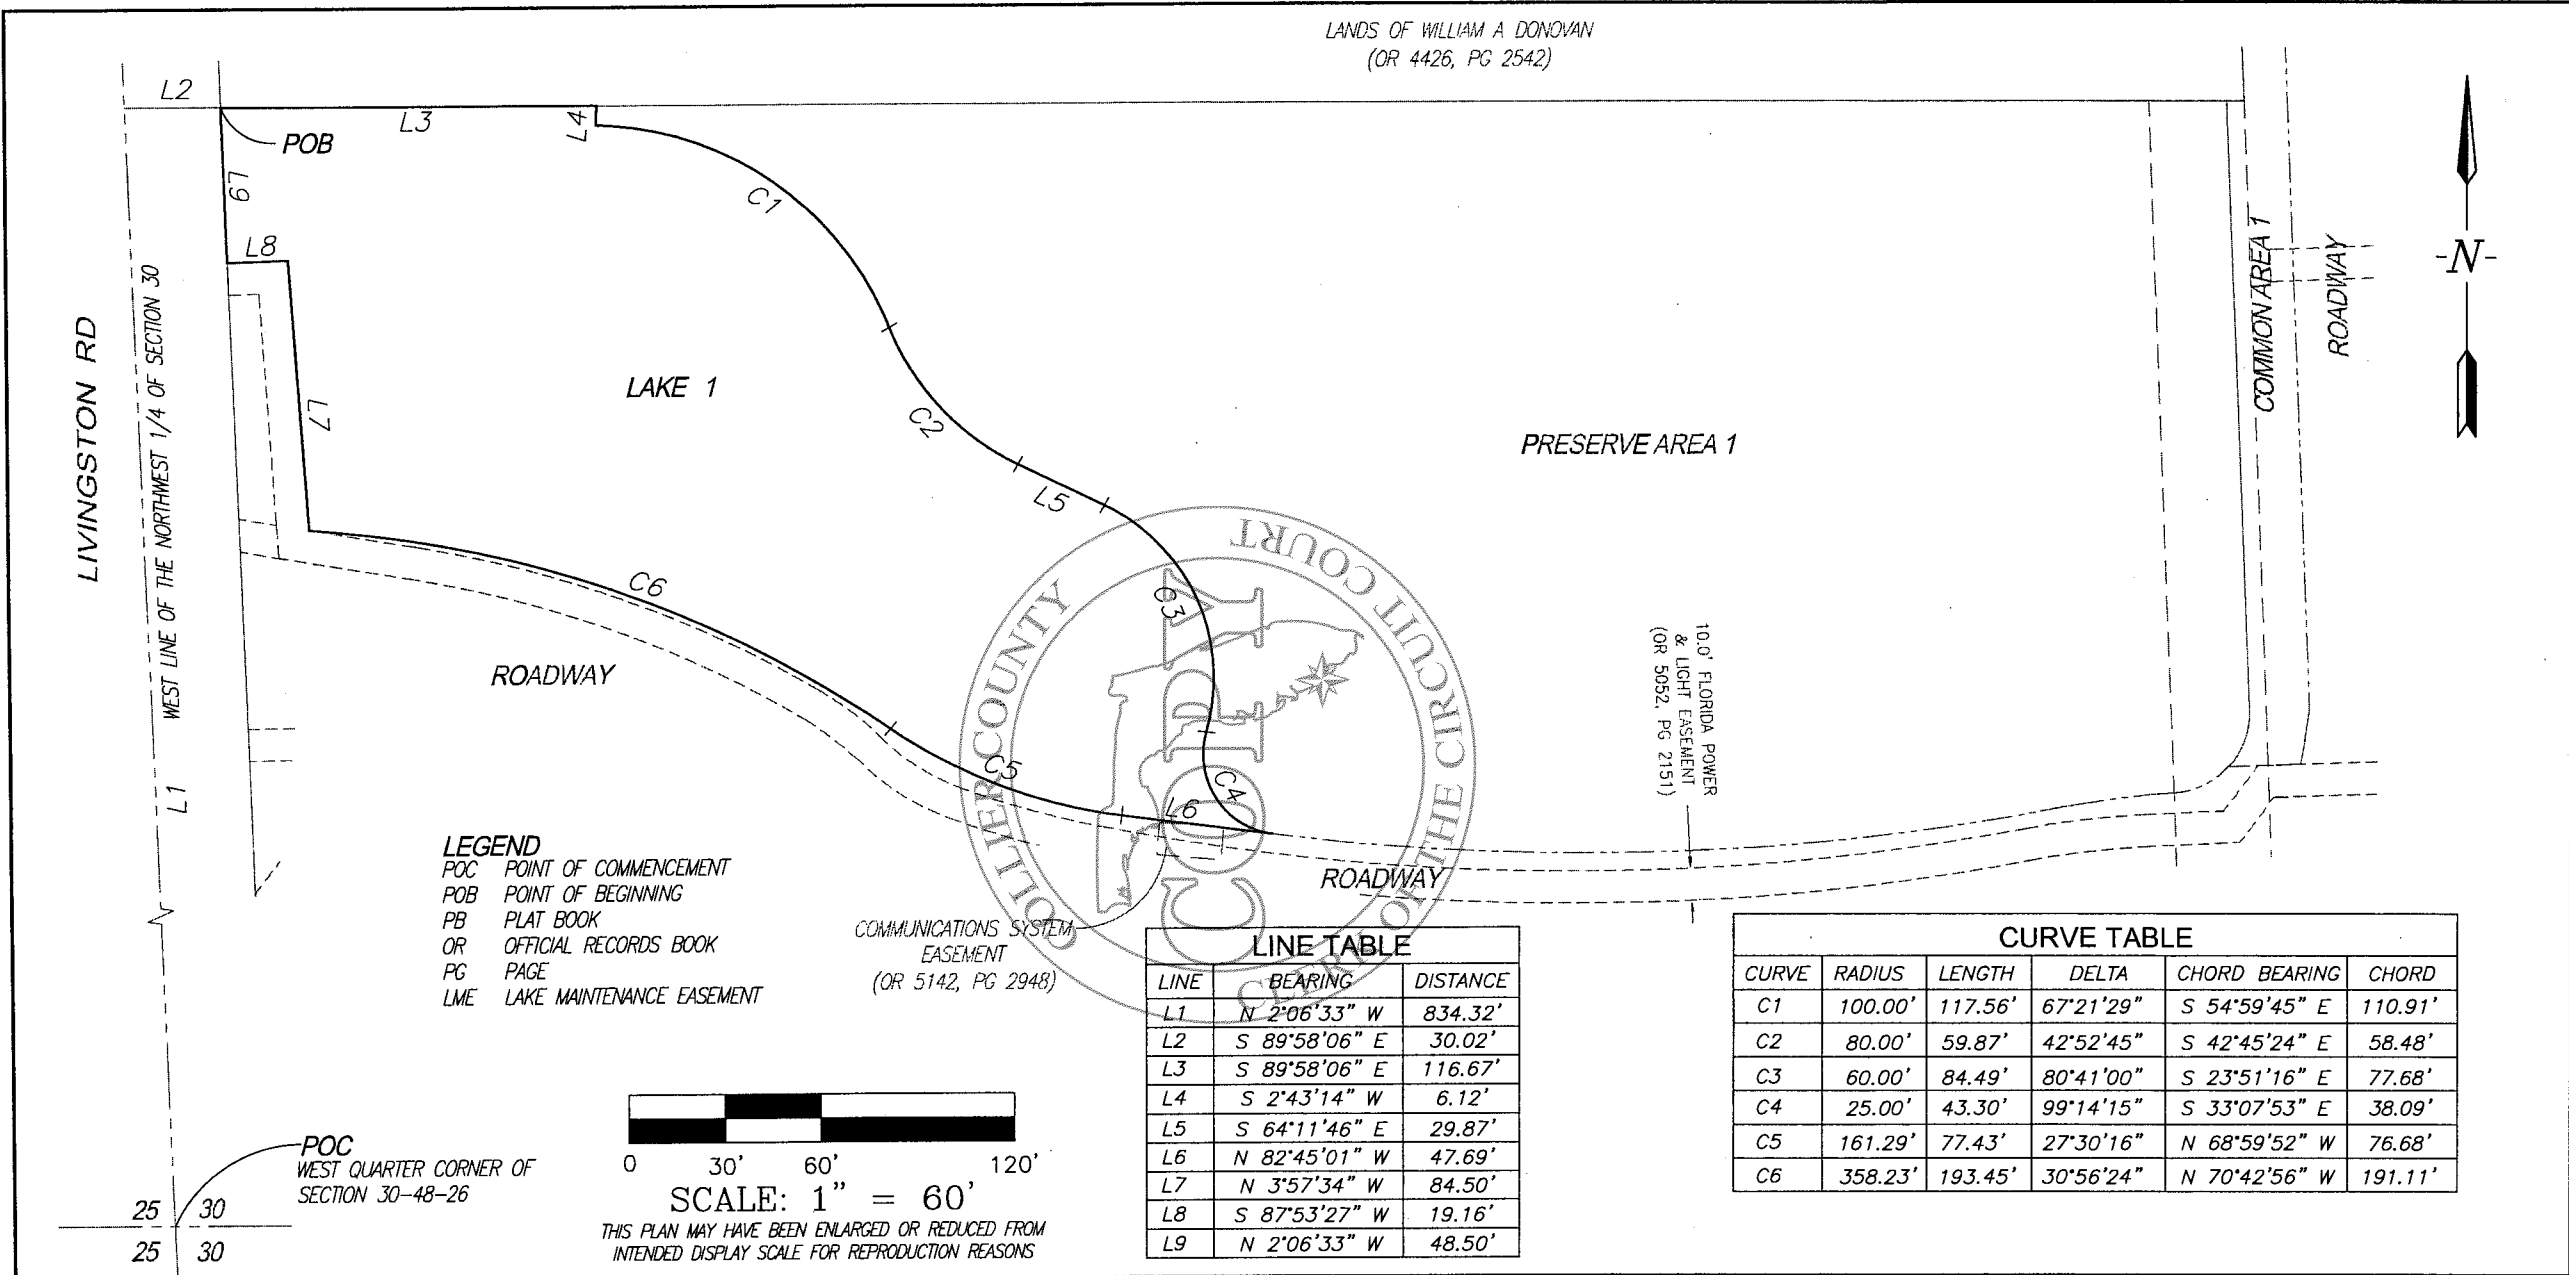 LANDS OF WILLIAM A DONOVAN
(OR 4426, PG 2542)
L2
L3
L4
POB
L9
L8
C1
-N-
COMMON AREA 1
ROADWAY
WEST LINE OF THE NORTHWEST 1/4 OF SECTION 30
LIVINGSTON RD
LAKE 1
L7
C2
PRESERVE AREA 1
L5
COLLIER COUNTY
CLERK OF THE CIRCUIT COURT
COPY
C6
C3
ROADWAY
10.0' FLORIDA POWER
& LIGHT EASEMENT
(OR 5052, PG 2151)
C5
C4
L6
L1
ROADWAY
LEGEND
POC POINT OF COMMENCEMENT
POB POINT OF BEGINNING
PB PLAT BOOK
OR OFFICIAL RECORDS BOOK
PG PAGE
LME LAKE MAINTENANCE EASEMENT
COMMUNICATIONS SYSTEM
EASEMENT
(OR 5142, PG 2948)
LINE TABLE
LINE BEARING DISTANCE
L1 N 2°06'33" W 834.32'
L2 S 89°58'06" E 30.02'
L3 S 89°58'06" E 116.67'
L4 S 2°43'14" W 6.12'
L5 S 64°11'46" E 29.87'
L6 N 82°45'01" W 47.69'
L7 N 3°57'34" W 84.50'
L8 S 87°53'27" W 19.16'
L9 N 2°06'33" W 48.50'
CURVE TABLE
CURVE RADIUS LENGTH DELTA CHORD BEARING CHORD
C1 100.00' 117.56' 67°21'29" S 54°59'45" E 110.91'
C2 80.00' 59.87' 42°52'45" S 42°45'24" E 58.48'
C3 60.00' 84.49' 80°41'00" S 23°51'16" E 77.68'
C4 25.00' 43.30' 99°14'15" S 33°07'53" E 38.09'
C5 161.29' 77.43' 27°30'16" N 68°59'52" W 76.68'
C6 358.23' 193.45' 30°56'24" N 70°42'56" W 191.11'
POC
WEST QUARTER CORNER OF
SECTION 30-48-26
25 30
25 30
0 30' 60' 120'
SCALE: 1" = 60'
THIS PLAN MAY HAVE BEEN ENLARGED OR REDUCED FROM
INTENDED DISPLAY SCALE FOR REPRODUCTION REASONS